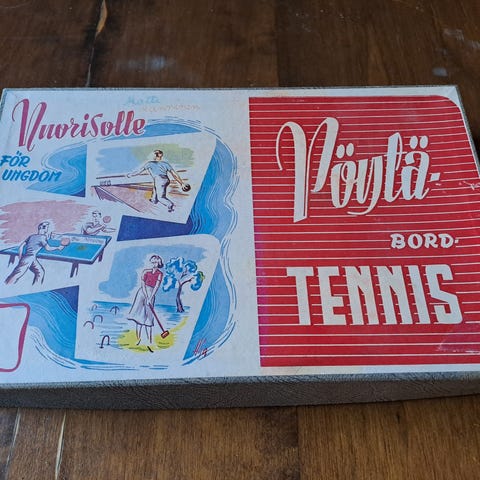 Nuorisolle
FÖR
UNGDOM
Pöytä-
BORD-
TENNIS